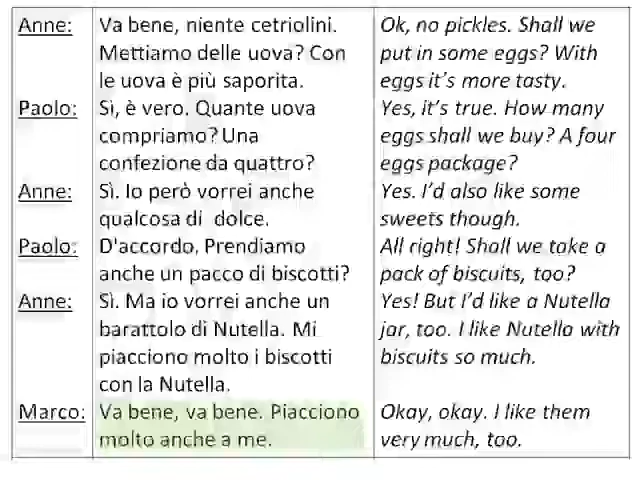 Anne:
Va bene, niente cetriolini.
Mettiamo delle uova? Con
le uova è più saporita.
Ok, no pickles. Shall we
put in some eggs? With
eggs it's more tasty.
Paolo:
Sì, è vero. Quante uova
compriamo? Una
confezione da quattro?
Yes, it's true. How many
eggs shall we buy? A four
eggs package?
Anne:
Sì. Io però vorrei anche
qualcosa di dolce.
Yes. I'd also like some
sweets though.
Paolo:
D'accordo. Prendiamo
anche un pacco di biscotti?
All right! Shall we take a
pack of biscuits, too?
Anne:
Sì. Ma io vorrei anche un
barattolo di Nutella. Mi
piacciono molto i biscotti
con la Nutella.
Yes! But I'd like a Nutella
jar, too. I like Nutella with
biscuits so much.
Marco:
Va bene, va bene. Piacciono
molto anche a me.
Okay, okay. I like them
very much, too.